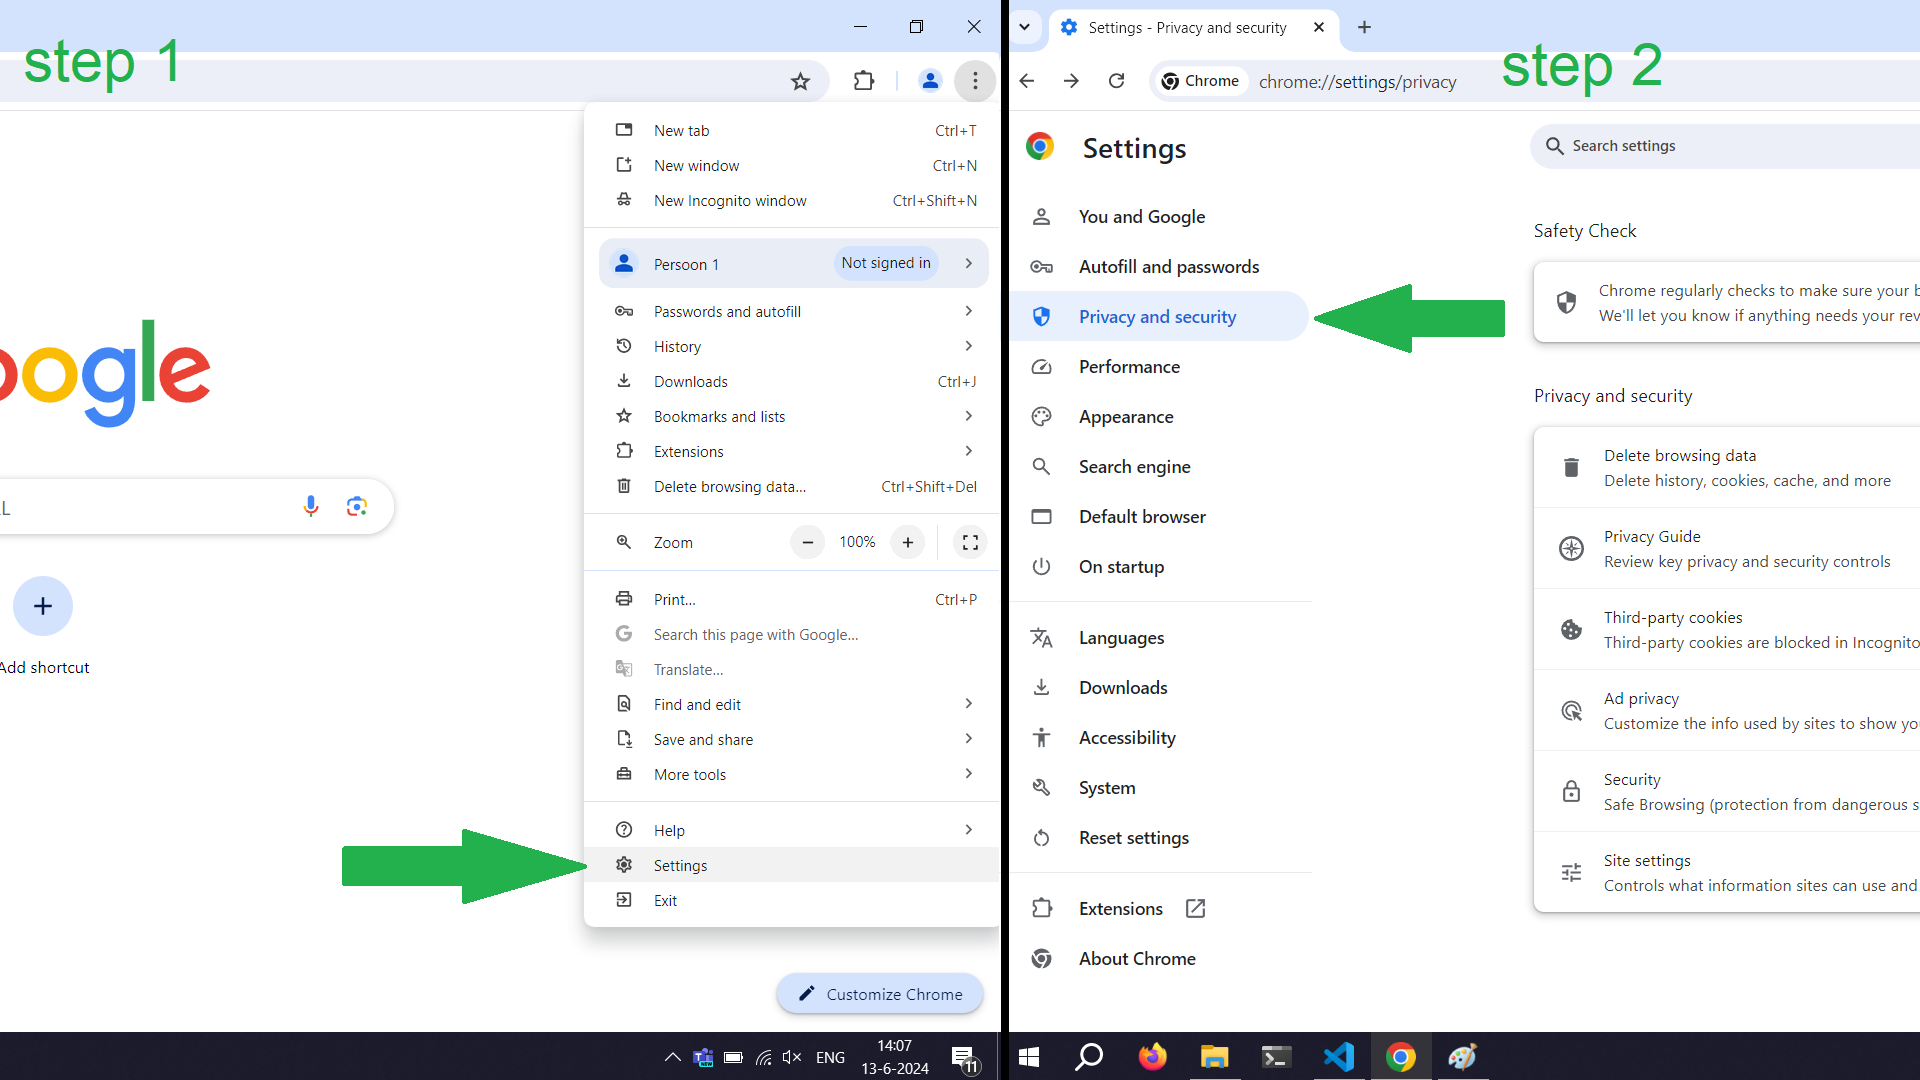 step 1
New tab Ctrl+T
New window Ctrl+N
New Incognito window Ctrl+Shift+N
Persoon 1 Not signed in
Passwords and autofill
History
Downloads Ctrl+J
Bookmarks and lists
Extensions
Delete browsing data... Ctrl+Shift+Del
Zoom − 100% +
Print... Ctrl+P
Search this page with Google...
Translate...
Find and edit
Save and share
More tools
Help
Settings
Exit
oogle
L
Add shortcut
Customize Chrome
ENG
14:07
13-6-2024
11
step 2
Settings - Privacy and security
Chrome chrome://settings/privacy
Settings
Search settings
You and Google
Autofill and passwords
Privacy and security
Performance
Appearance
Search engine
Default browser
On startup
Languages
Downloads
Accessibility
System
Reset settings
Extensions
About Chrome
Safety Check
Chrome regularly checks to make sure your b
We'll let you know if anything needs your rev
Privacy and security
Delete browsing data
Delete history, cookies, cache, and more
Privacy Guide
Review key privacy and security controls
Third-party cookies
Third-party cookies are blocked in Incognito
Ad privacy
Customize the info used by sites to show you
Security
Safe Browsing (protection from dangerous s
Site settings
Controls what information sites can use and